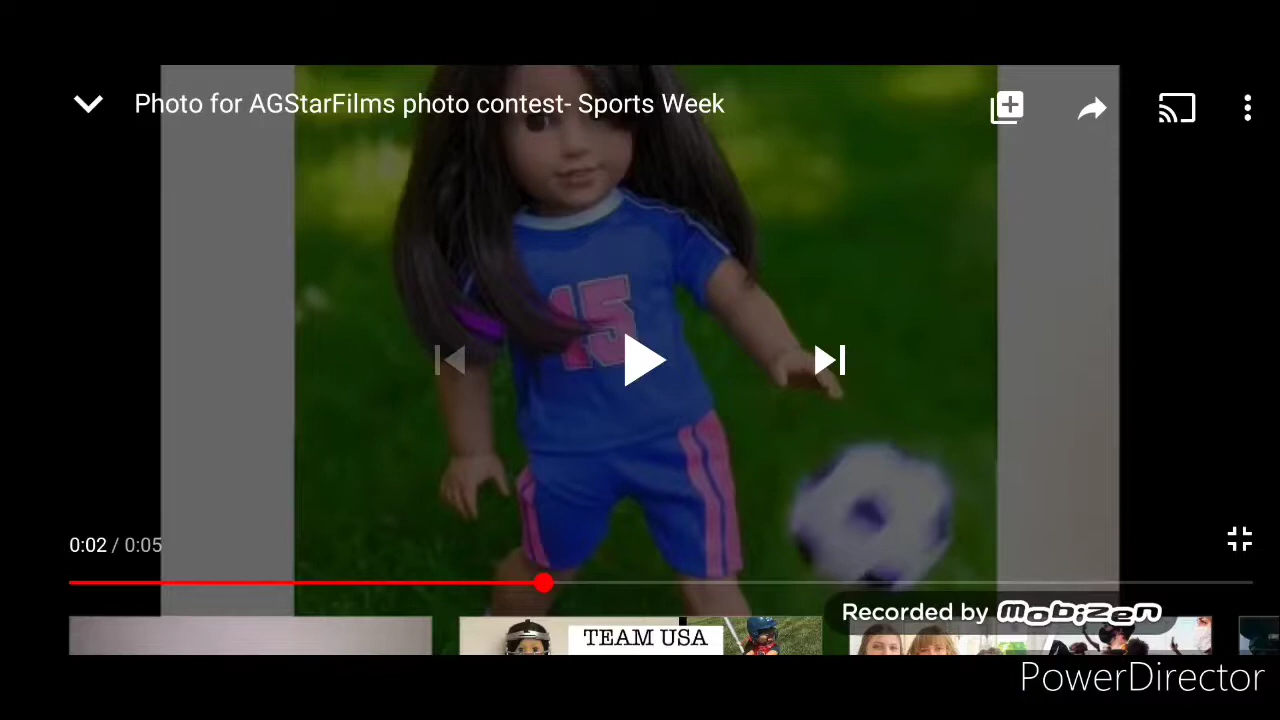 Photo for AGStarFilms photo contest- Sports Week
15
0:02 / 0:05
Recorded by mobizen
TEAM USA
PowerDirector